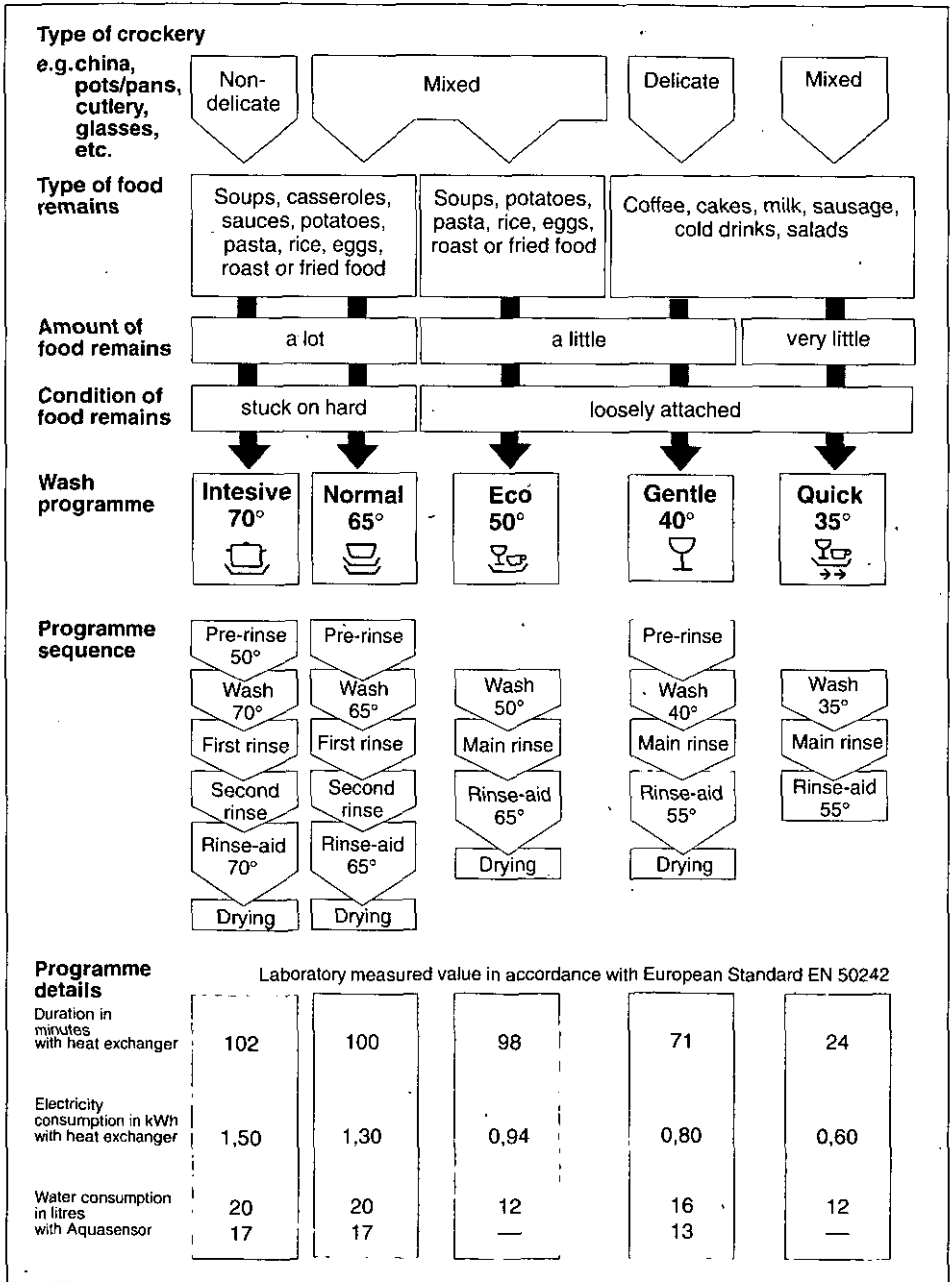 Type of crockery
e.g. china,
pots/pans,
cutlery,
glasses,
etc.
Non-
delicate
Mixed
Delicate
Mixed
Type of food
remains
Soups, casseroles,
sauces, potatoes,
pasta, rice, eggs,
roast or fried food
Soups, potatoes,
pasta, rice, eggs,
roast or fried food
Coffee, cakes, milk, sausage,
cold drinks, salads
Amount of
food remains
a lot
a little
very little
Condition of
food remains
stuck on hard
loosely attached
Wash
programme
Intesive
70°
Normal
65°
Eco
50°
Gentle
40°
Quick
35°
Programme
sequence
Pre-rinse
50°
Wash
70°
First rinse
Second
rinse
Rinse-aid
70°
Drying
Pre-rinse
Wash
65°
First rinse
Second
rinse
Rinse-aid
65°
Drying
Wash
50°
Main rinse
Rinse-aid
65°
Drying
Pre-rinse
Wash
40°
Main rinse
Rinse-aid
55°
Drying
Wash
35°
Main rinse
Rinse-aid
55°
Programme
details
Laboratory measured value in accordance with European Standard EN 50242
Duration in
minutes
with heat exchanger
102 100 98 71 24
Electricity
consumption in kWh
with heat exchanger
1,50 1,30 0,94 0,80 0,60
Water consumption
in litres
20 20 12 16 12
with Aquasensor
17 17 — 13 —